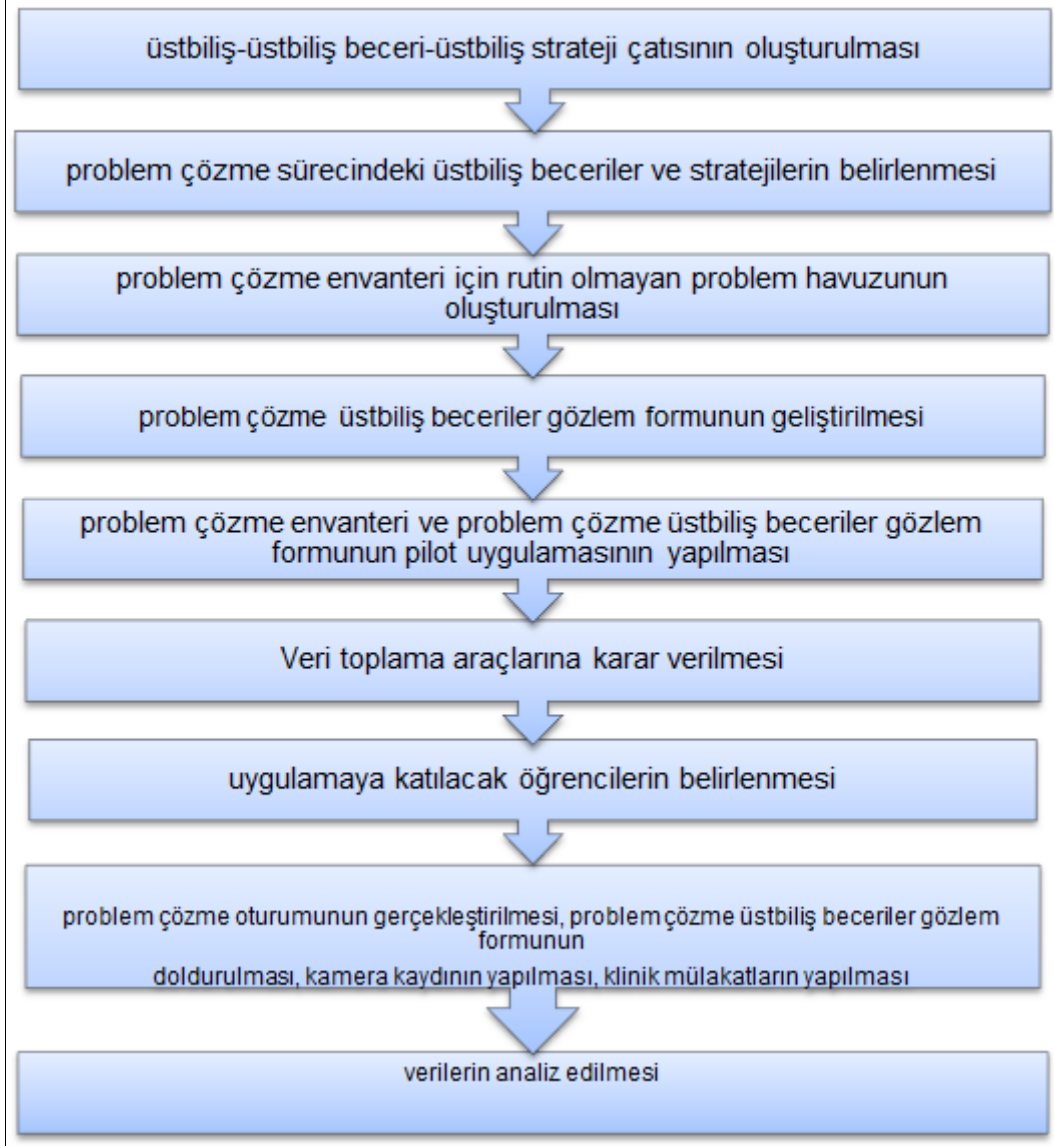 üstbiliş-üstbiliş beceri-üstbiliş strateji çatısının oluşturulması
problem çözme sürecindeki üstbiliş beceriler ve stratejilerin belirlenmesi
problem çözme envanteri için rutin olmayan problem havuzunun
oluşturulması
problem çözme üstbiliş beceriler gözlem formunun geliştirilmesi
problem çözme envanteri ve problem çözme üstbiliş beceriler gözlem
formunun pilot uygulamasının yapılması
Veri toplama araçlarına karar verilmesi
uygulamaya katılacak öğrencilerin belirlenmesi
problem çözme oturumunun gerçekleştirilmesi, problem çözme üstbiliş beceriler gözlem
formunun
doldurulması, kamera kaydının yapılması, klinik mülakatların yapılması
verilerin analiz edilmesi